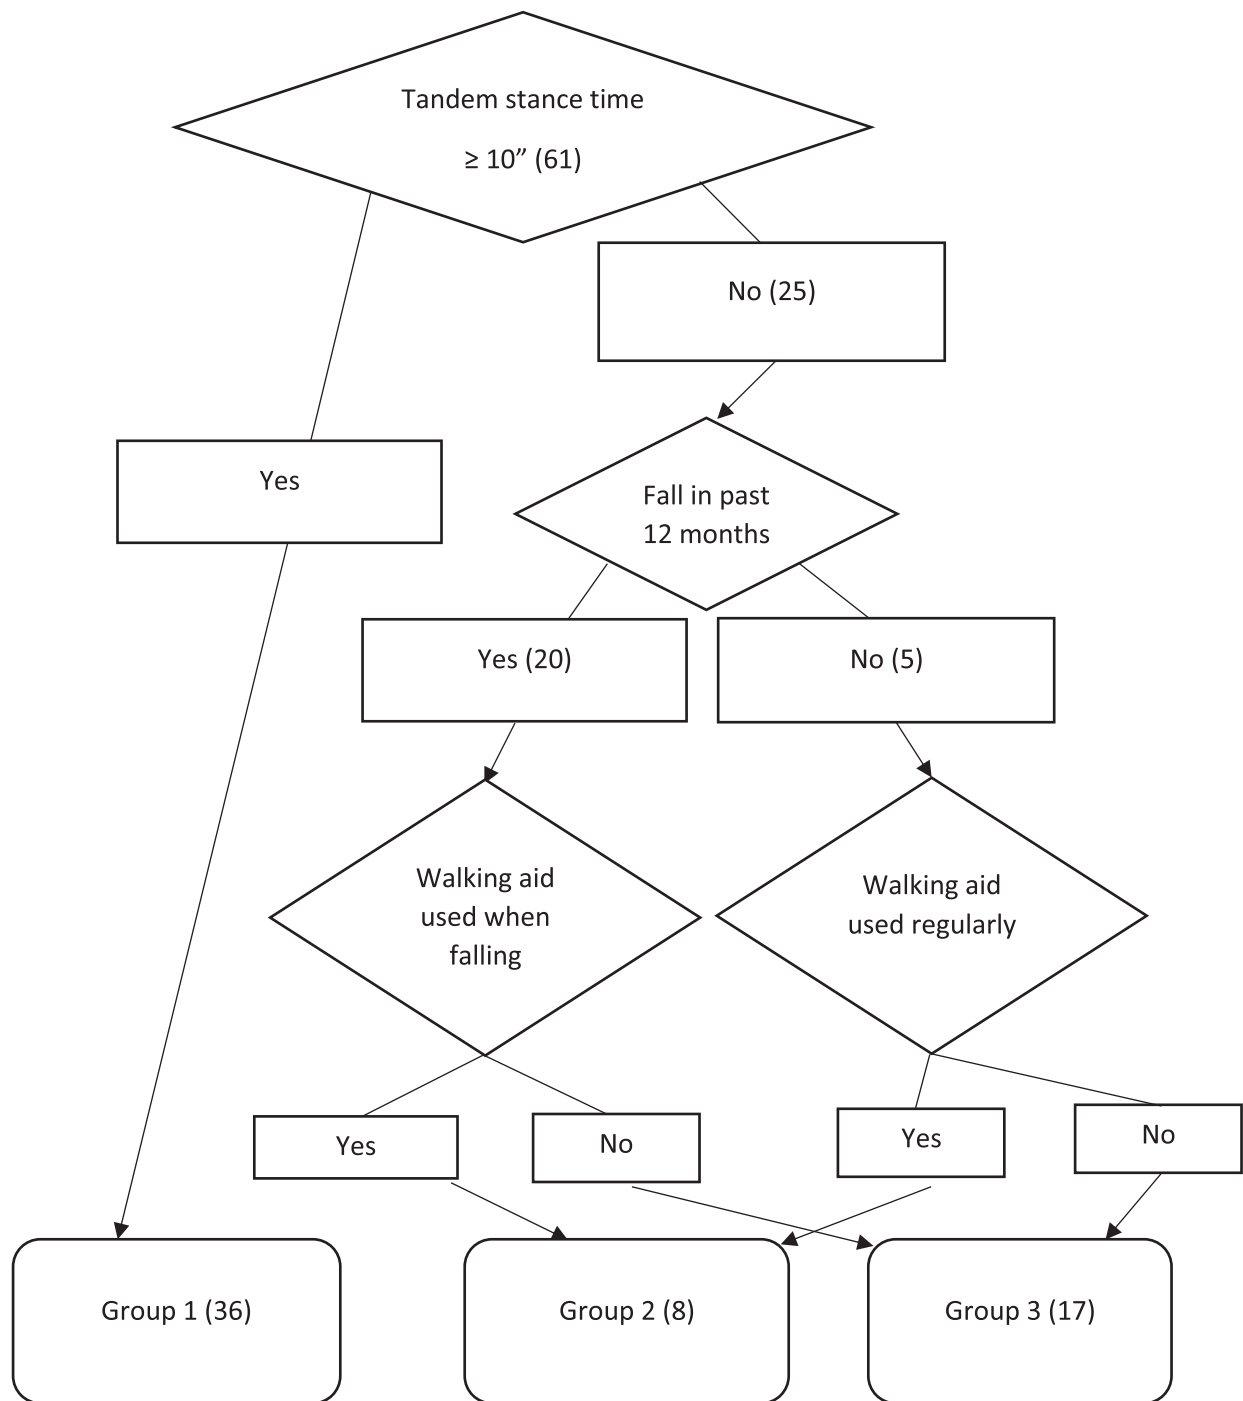 Tandem stance time
≥ 10” (61)
No (25)
Yes
Fall in past
12 months
Yes (20)
No (5)
Walking aid
used when
falling
Walking aid
used regularly
Yes
No
Yes
No
Group 1 (36)
Group 2 (8)
Group 3 (17)